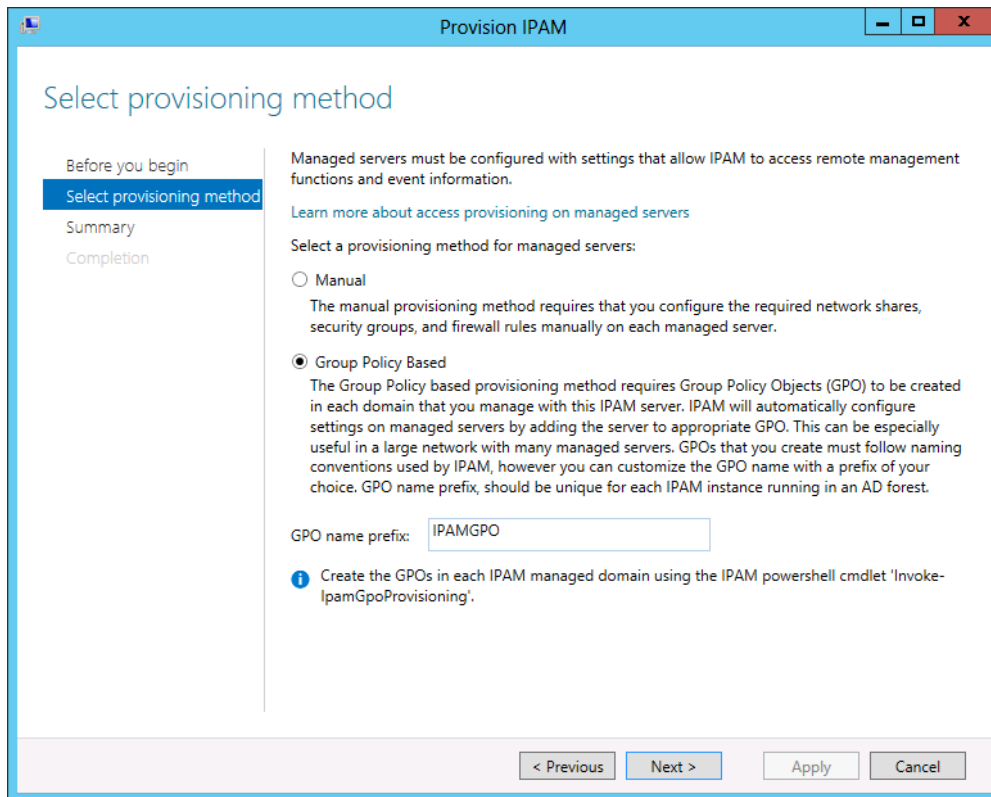 Provision IPAM
Select provisioning method
Before you begin
Select provisioning method
Summary
Completion
Managed servers must be configured with settings that allow IPAM to access remote management
functions and event information.
Learn more about access provisioning on managed servers
Select a provisioning method for managed servers:
Manual
The manual provisioning method requires that you configure the required network shares,
security groups, and firewall rules manually on each managed server.
Group Policy Based
The Group Policy based provisioning method requires Group Policy Objects (GPO) to be created
in each domain that you manage with this IPAM server. IPAM will automatically configure
settings on managed servers by adding the server to appropriate GPO. This can be especially
useful in a large network with many managed servers. GPOs that you create must follow naming
conventions used by IPAM, however you can customize the GPO name with a prefix of your
choice. GPO name prefix, should be unique for each IPAM instance running in an AD forest.
GPO name prefix: IPAMGPO
Create the GPOs in each IPAM managed domain using the IPAM powershell cmdlet 'Invoke-
IpamGpoProvisioning'.
< Previous Next > Apply Cancel